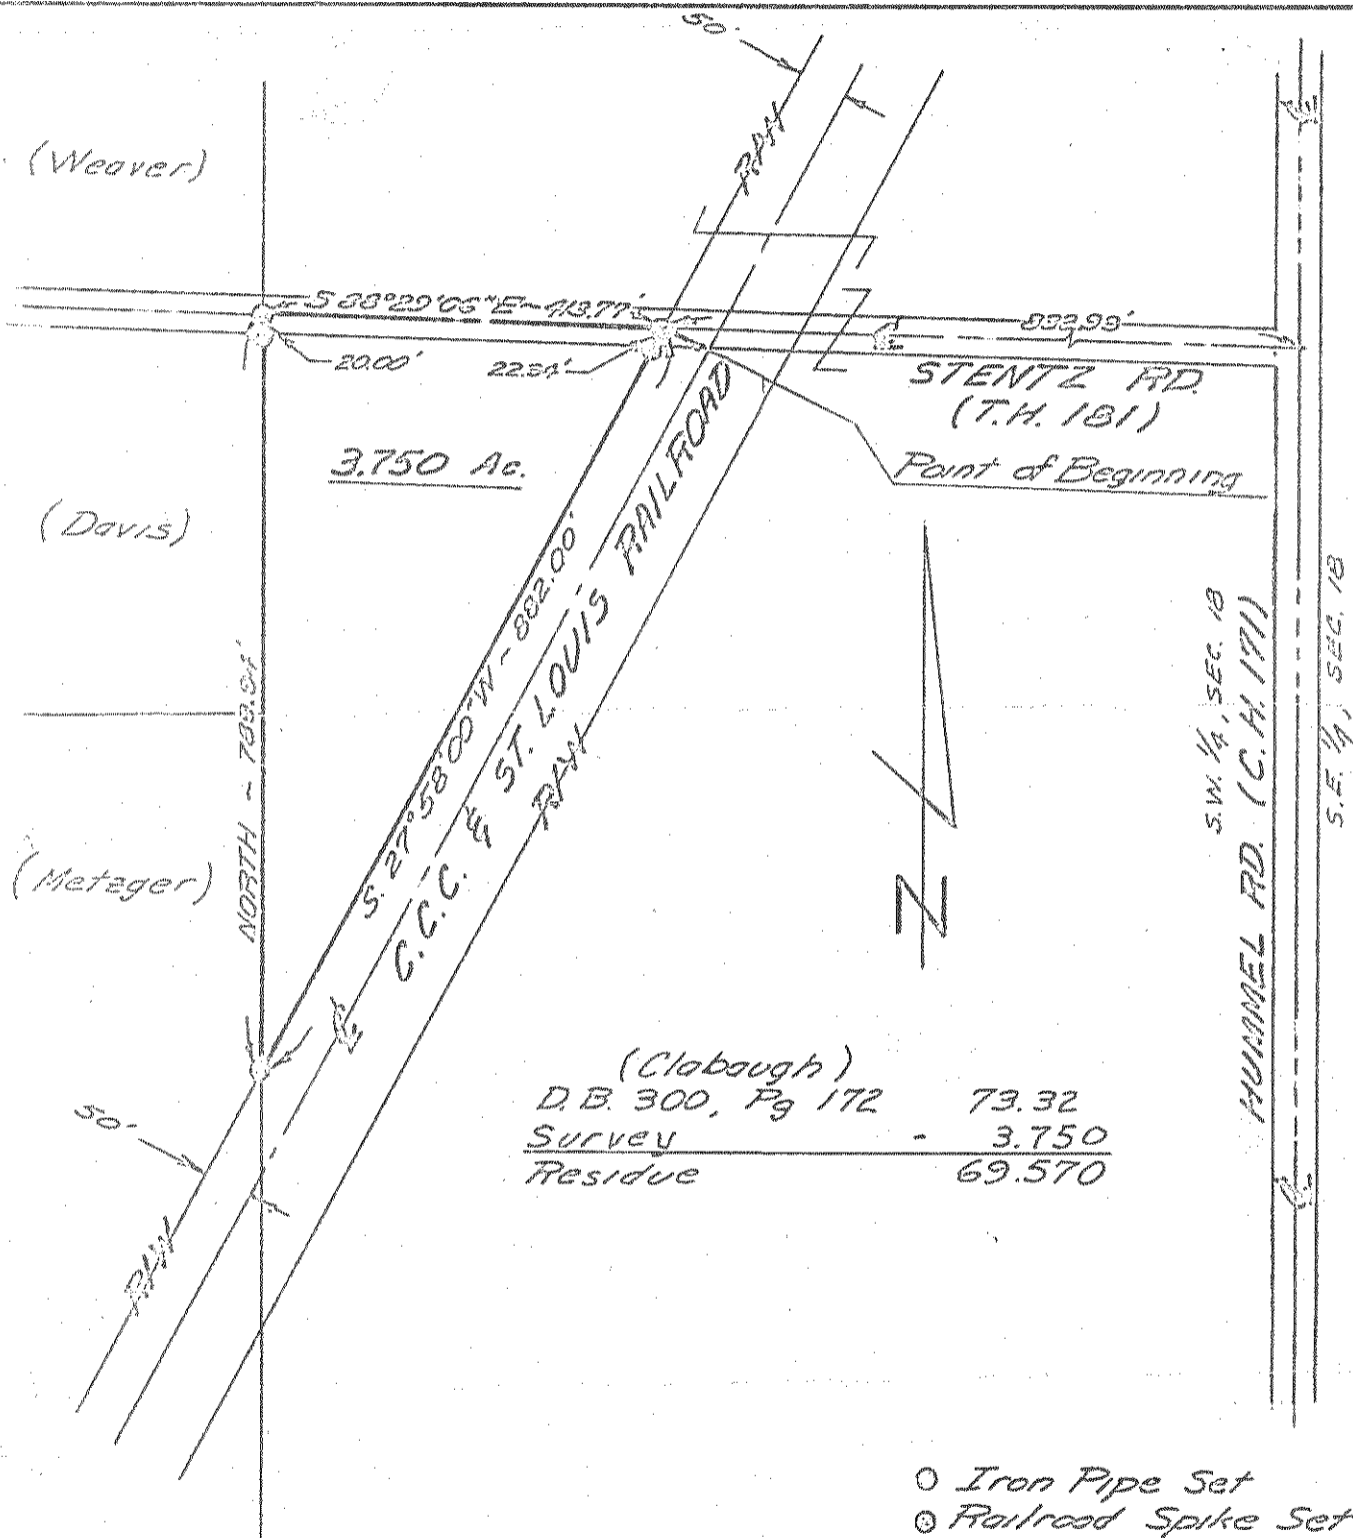 50'
R/W
(Weaver)
S 88°29'06"E - 413.77'
833.99'
20.00'
22.51'
STENTZ RD.
(T.H. 181)
3.750 Ac.
Point of Beginning
(Davis)
S. 27°58'00"W - 882.00'
C.C.C. & ST. LOUIS RAILROAD
R/W
NORTH -
S.W. 1/4, SEC. 18
HUMMEL RD. (C.H. 171)
S.E. 1/4, SEC. 18
(Metzger)
N
(Clabaugh)
D.B. 300, Pg 172 73.32
Survey - 3.750
Residue 69.570
50'
R/W
Iron Pipe Set
Railroad Spike Set